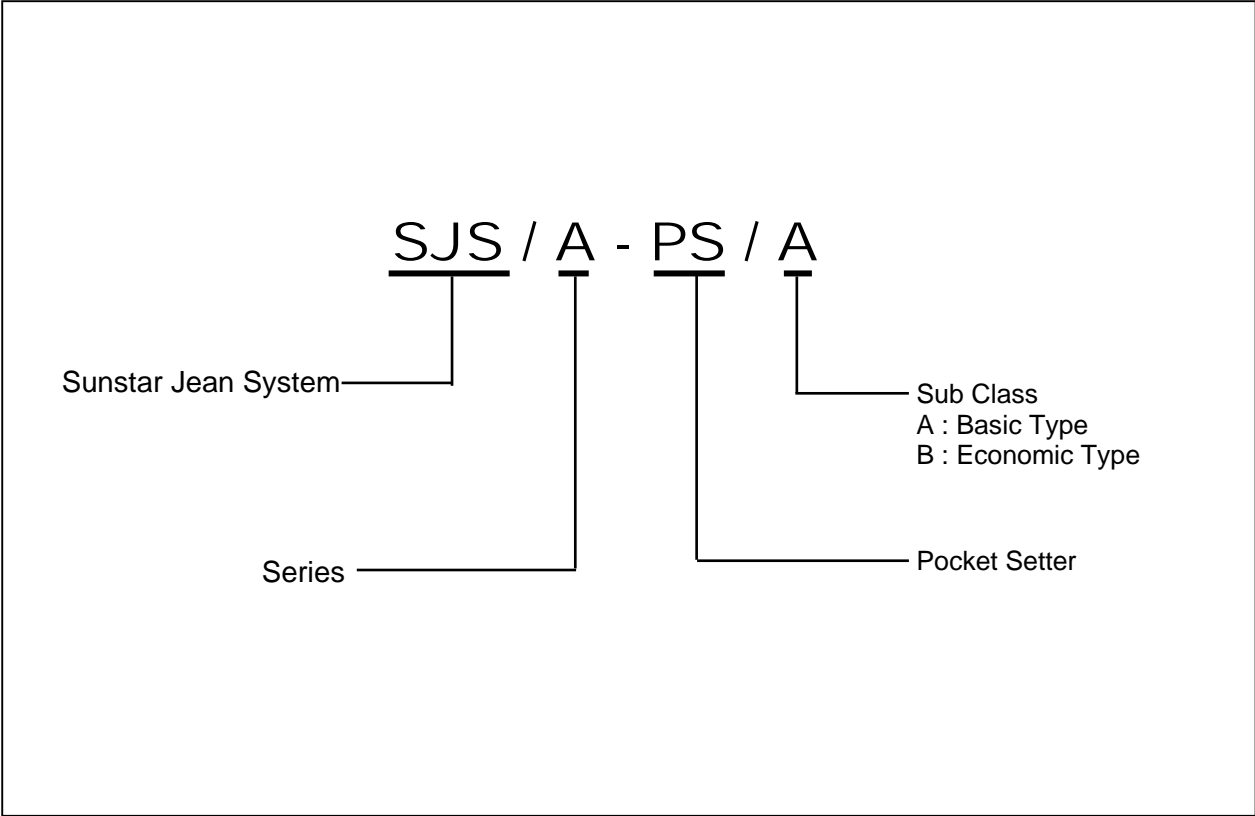 SJS / A - PS / A
Sunstar Jean System
Sub Class
A : Basic Type
B : Economic Type
Series
Pocket Setter